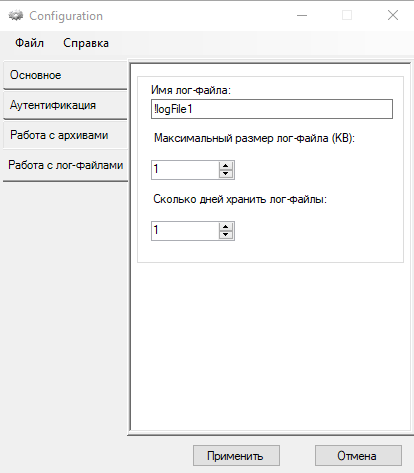 Configuration
Файл Справка
Основное
Аутентификация
Работа с архивами
Работа с лог-файлами
Имя лог-файла:
!logFile1
Максимальный размер лог-файла (KB):
1
Сколько дней хранить лог-файлы:
1
Применить Отмена